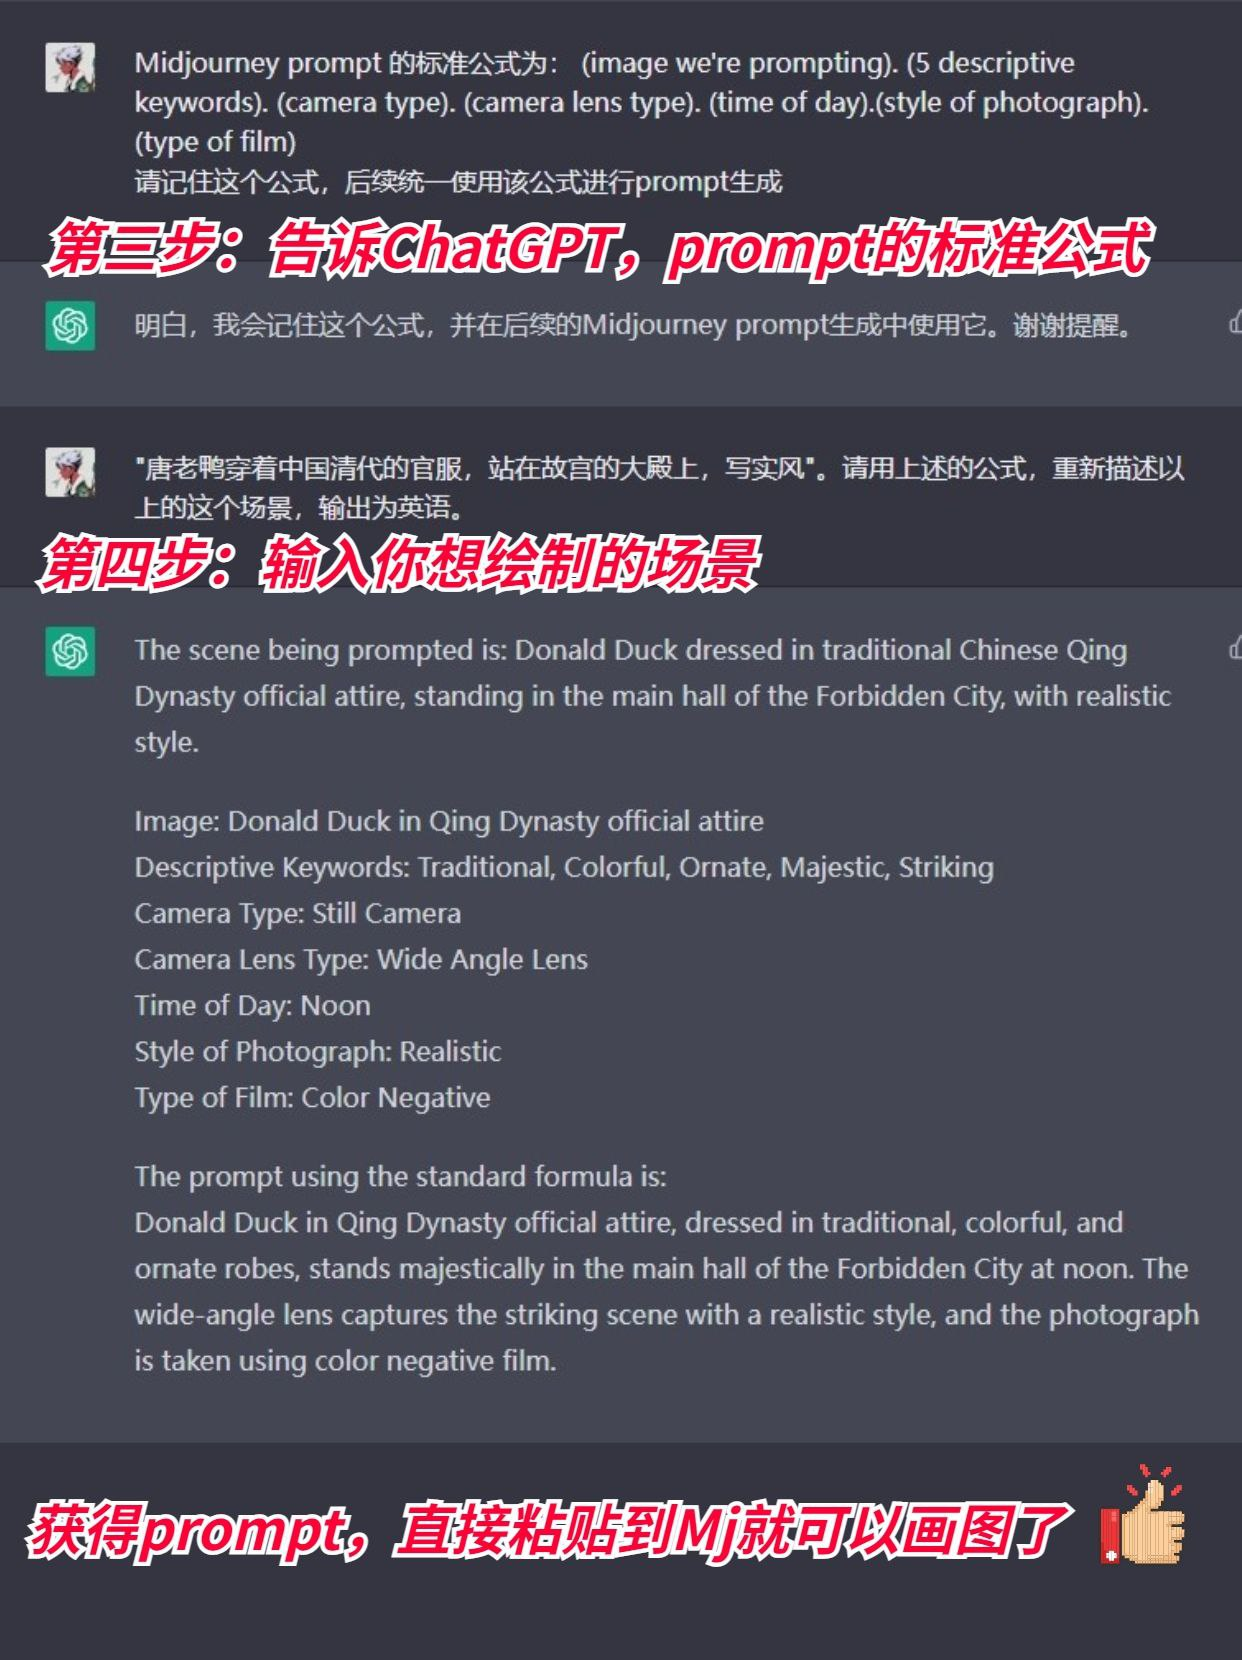 Midjourney prompt 的标准公式为： (image we're prompting). (5 descriptive
keywords). (camera type). (camera lens type). (time of day).(style of photograph).
(type of film)
请记住这个公式，后续统一使用该公式进行prompt生成
第三步：告诉ChatGPT，prompt的标准公式
明白，我会记住这个公式，并在后续的Midjourney prompt生成中使用它。谢谢提醒。
"唐老鸭穿着中国清代的官服，站在故宫的大殿上，写实风"。请用上述的公式，重新描述以
上的这个场景，输出为英语。
第四步：输入你想绘制的场景
The scene being prompted is: Donald Duck dressed in traditional Chinese Qing
Dynasty official attire, standing in the main hall of the Forbidden City, with realistic
style.
Image: Donald Duck in Qing Dynasty official attire
Descriptive Keywords: Traditional, Colorful, Ornate, Majestic, Striking
Camera Type: Still Camera
Camera Lens Type: Wide Angle Lens
Time of Day: Noon
Style of Photograph: Realistic
Type of Film: Color Negative
The prompt using the standard formula is:
Donald Duck in Qing Dynasty official attire, dressed in traditional, colorful, and
ornate robes, stands majestically in the main hall of the Forbidden City at noon. The
wide-angle lens captures the striking scene with a realistic style, and the photograph
is taken using color negative film.
获得prompt，直接粘贴到Mj就可以画图了